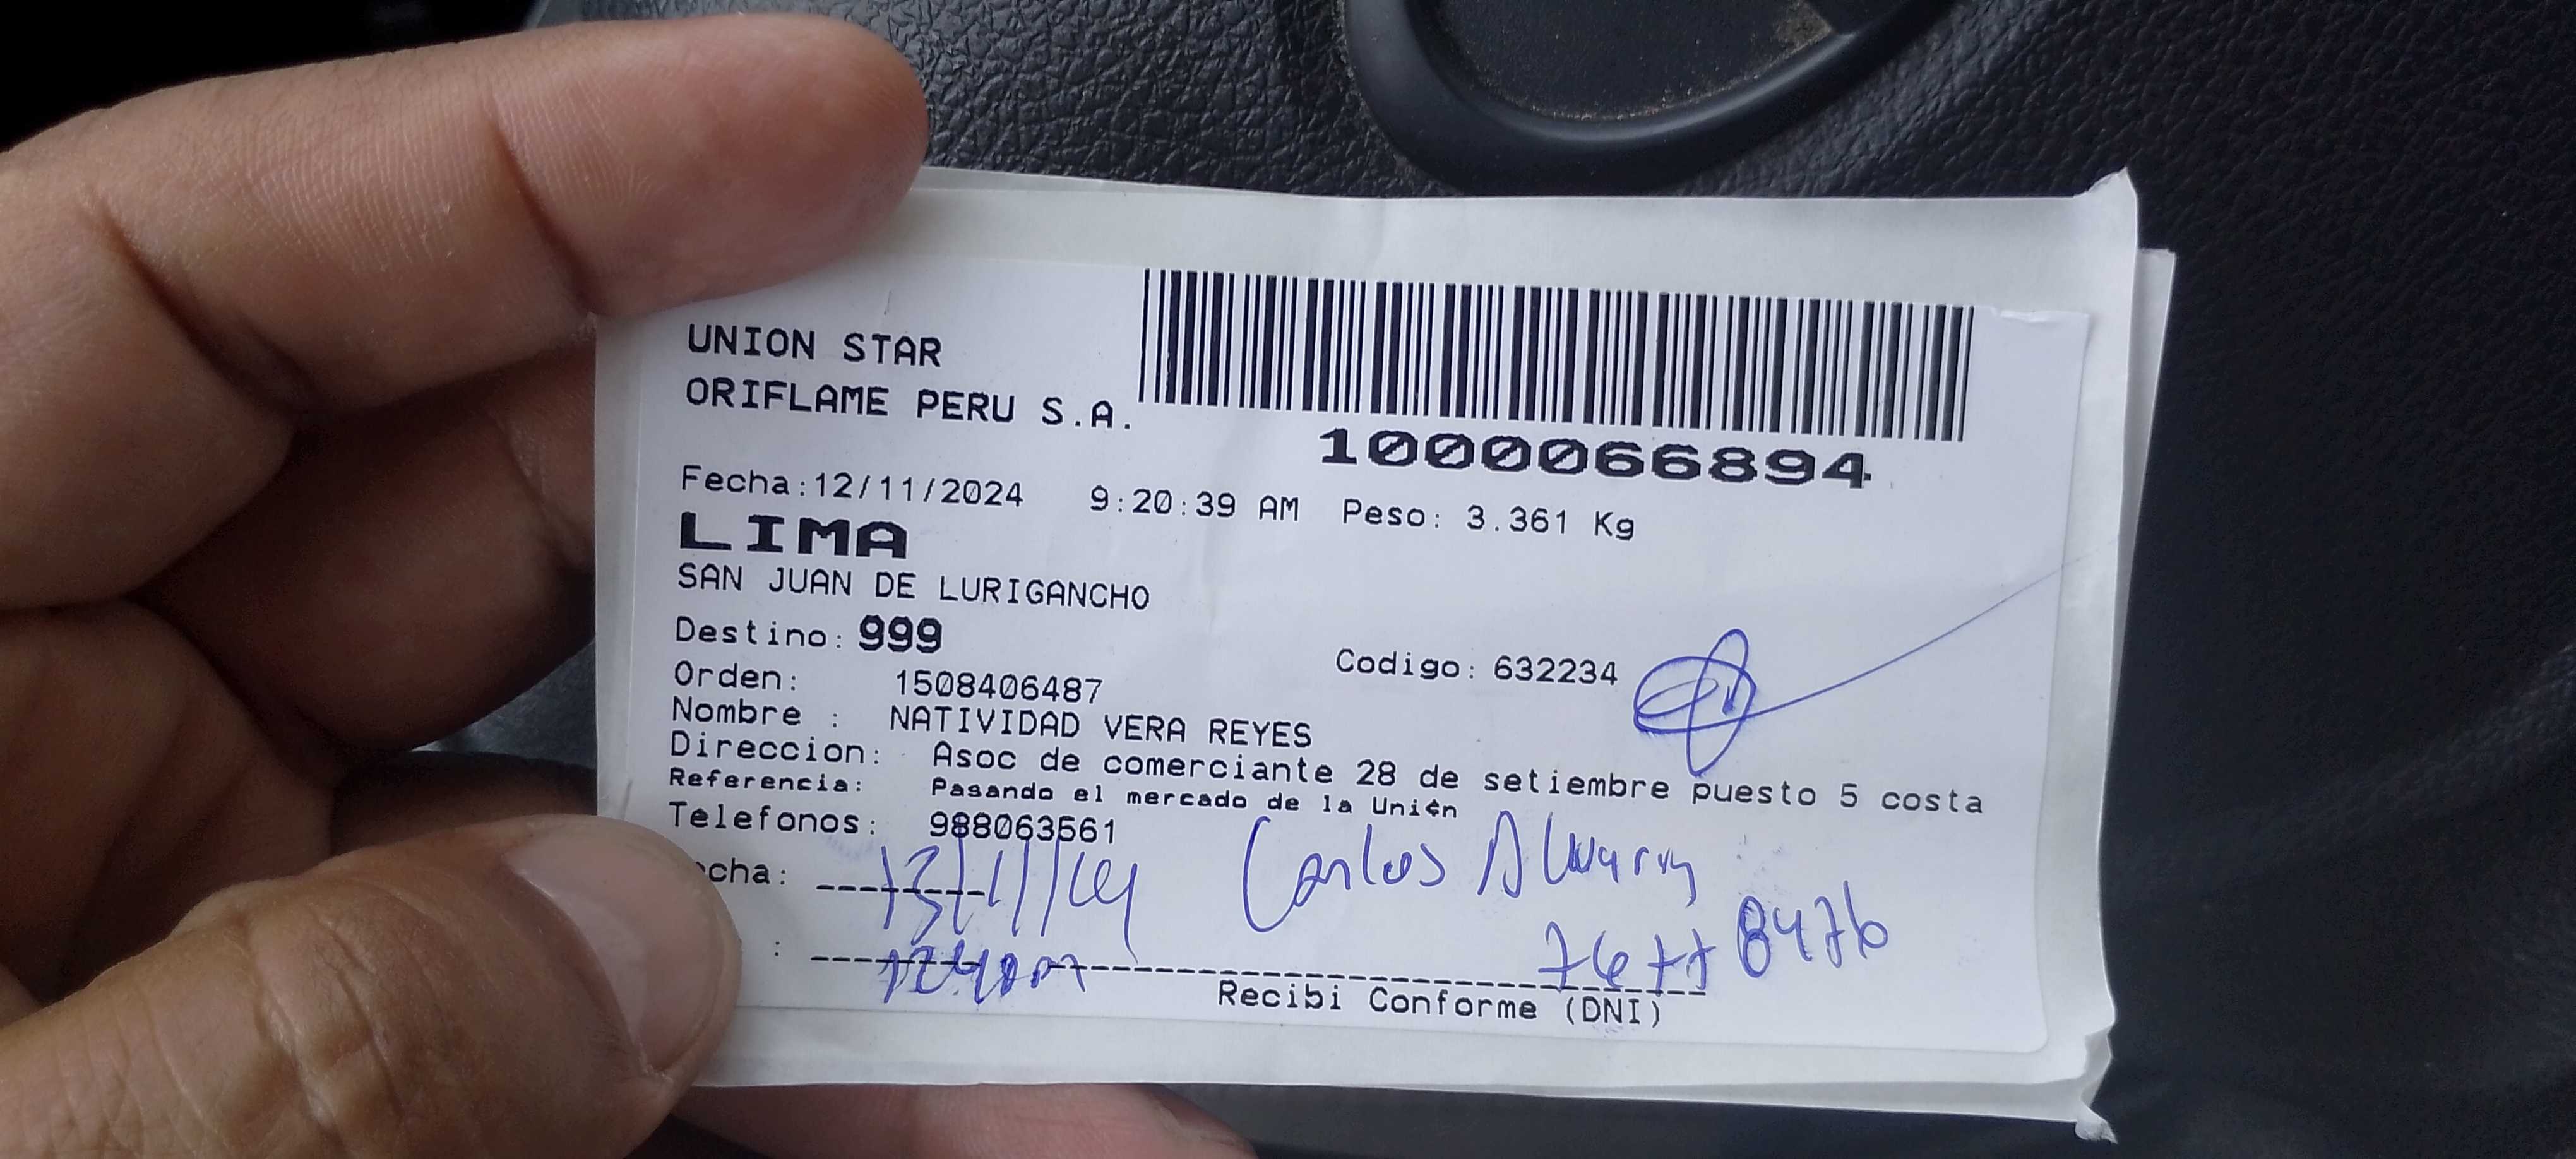 UNION STAR
ORIFLAME PERU S.A.
1000066894
Fecha:12/11/2024 9:20:39 AM Peso: 3.361 Kg
LIMA
SAN JUAN DE LURIGANCHO
Destino: 999
Codigo: 632234
Orden: 1508406487
Nombre : NATIVIDAD VERA REYES
Direccion: Asoc de comerciante 28 de setiembre puesto 5 costa
Referencia: Pasando el mercado de la Uni¢n
Telefonos: 988063561
cha: 13/11/24 Carlos
:
Recibi Conforme (DNI)